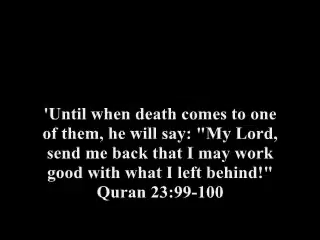 'Until when death comes to one
of them, he will say: "My Lord,
send me back that I may work
good with what I left behind!"
Quran 23:99-100